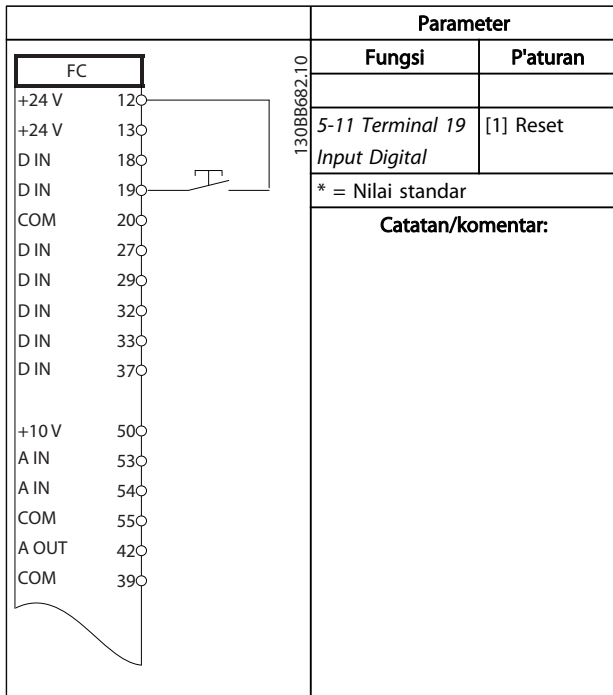 Parameter
Fungsi P'aturan
FC
130BB682.10
+24 V 12
+24 V 13
D IN 18
D IN 19
COM 20
D IN 27
D IN 29
D IN 32
D IN 33
D IN 37
+10 V 50
A IN 53
A IN 54
COM 55
A OUT 42
COM 39
5-11 Terminal 19 [1] Reset
Input Digital
* = Nilai standar
Catatan/komentar: